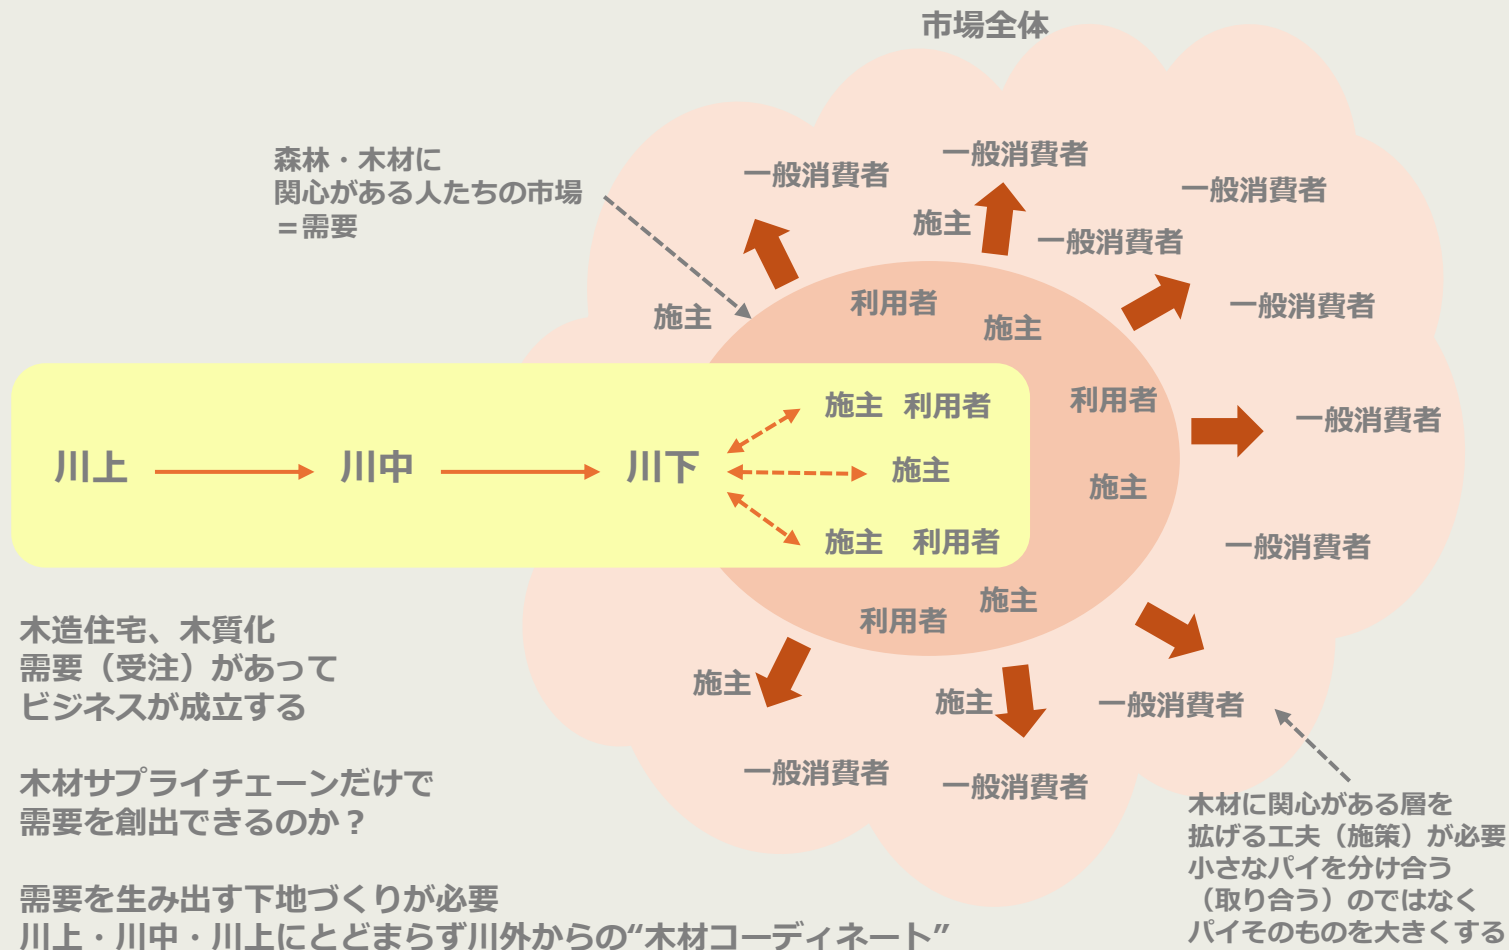 市場全体
森林・木材に
関心がある人たちの市場
＝需要
一般消費者
一般消費者
一般消費者
施主
一般消費者
一般消費者
施主
利用者
施主
利用者
一般消費者
施主
一般消費者
川上
川中
川下
施主 利用者
施主
施主 利用者
施主
利用者
施主
施主
一般消費者
一般消費者
一般消費者
木造住宅、木質化
需要（受注）があって
ビジネスが成立する
木材サプライチェーンだけで
需要を創出できるのか？
需要を生み出す下地づくりが必要
川上・川中・川上にとどまらず川外からの“木材コーディネート”
木材に関心がある層を
拡げる工夫（施策）が必要
小さなパイを分け合う
（取り合う）のではなく
パイそのものを大きくする